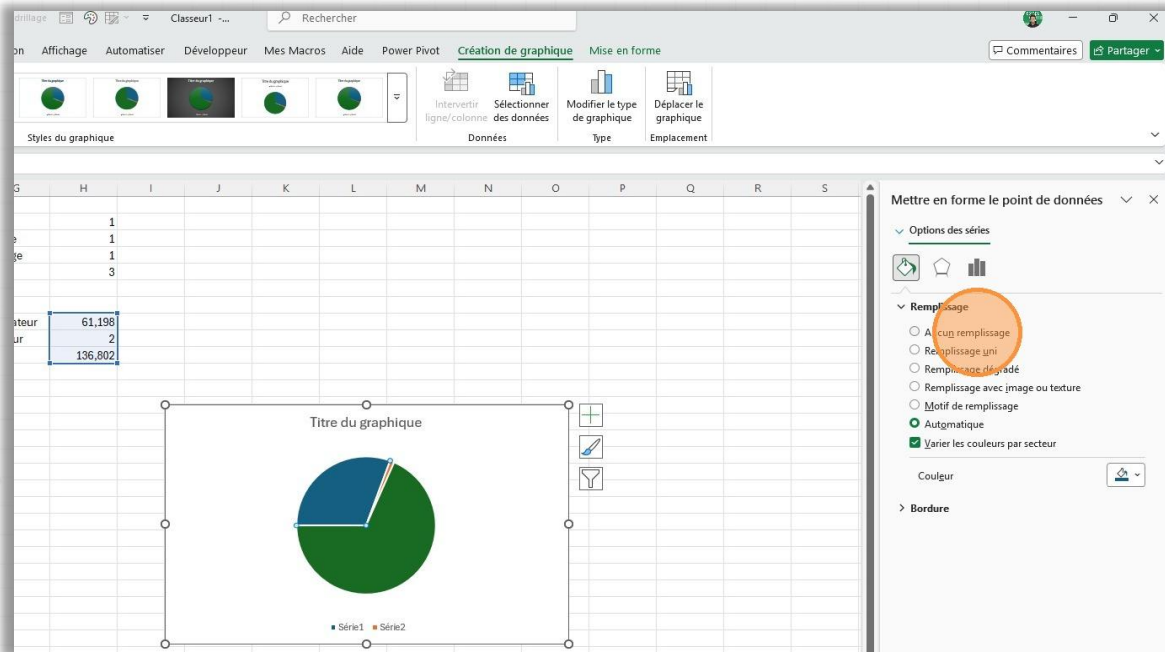 drillage Classeur1 -... Rechercher
on Affichage Automatiser Développeur Mes Macros Aide Power Pivot Création de graphique Mise en forme Commentaires Partager
Intervertir ligne/colonne
Sélectionner des données
Modifier le type de graphique
Déplacer le graphique
Styles du graphique Données Type Emplacement
G H I J K L M N O P Q R S
1
e 1
ge 1
3
ateur 61,198
ur 2
136,802
Titre du graphique
Série1 Série2
Mettre en forme le point de données
Options des séries
Remplissage
Aucun remplissage
Remplissage uni
Remplissage dégradé
Remplissage avec image ou texture
Motif de remplissage
Automatique
Varier les couleurs par secteur
Couleur
Bordure